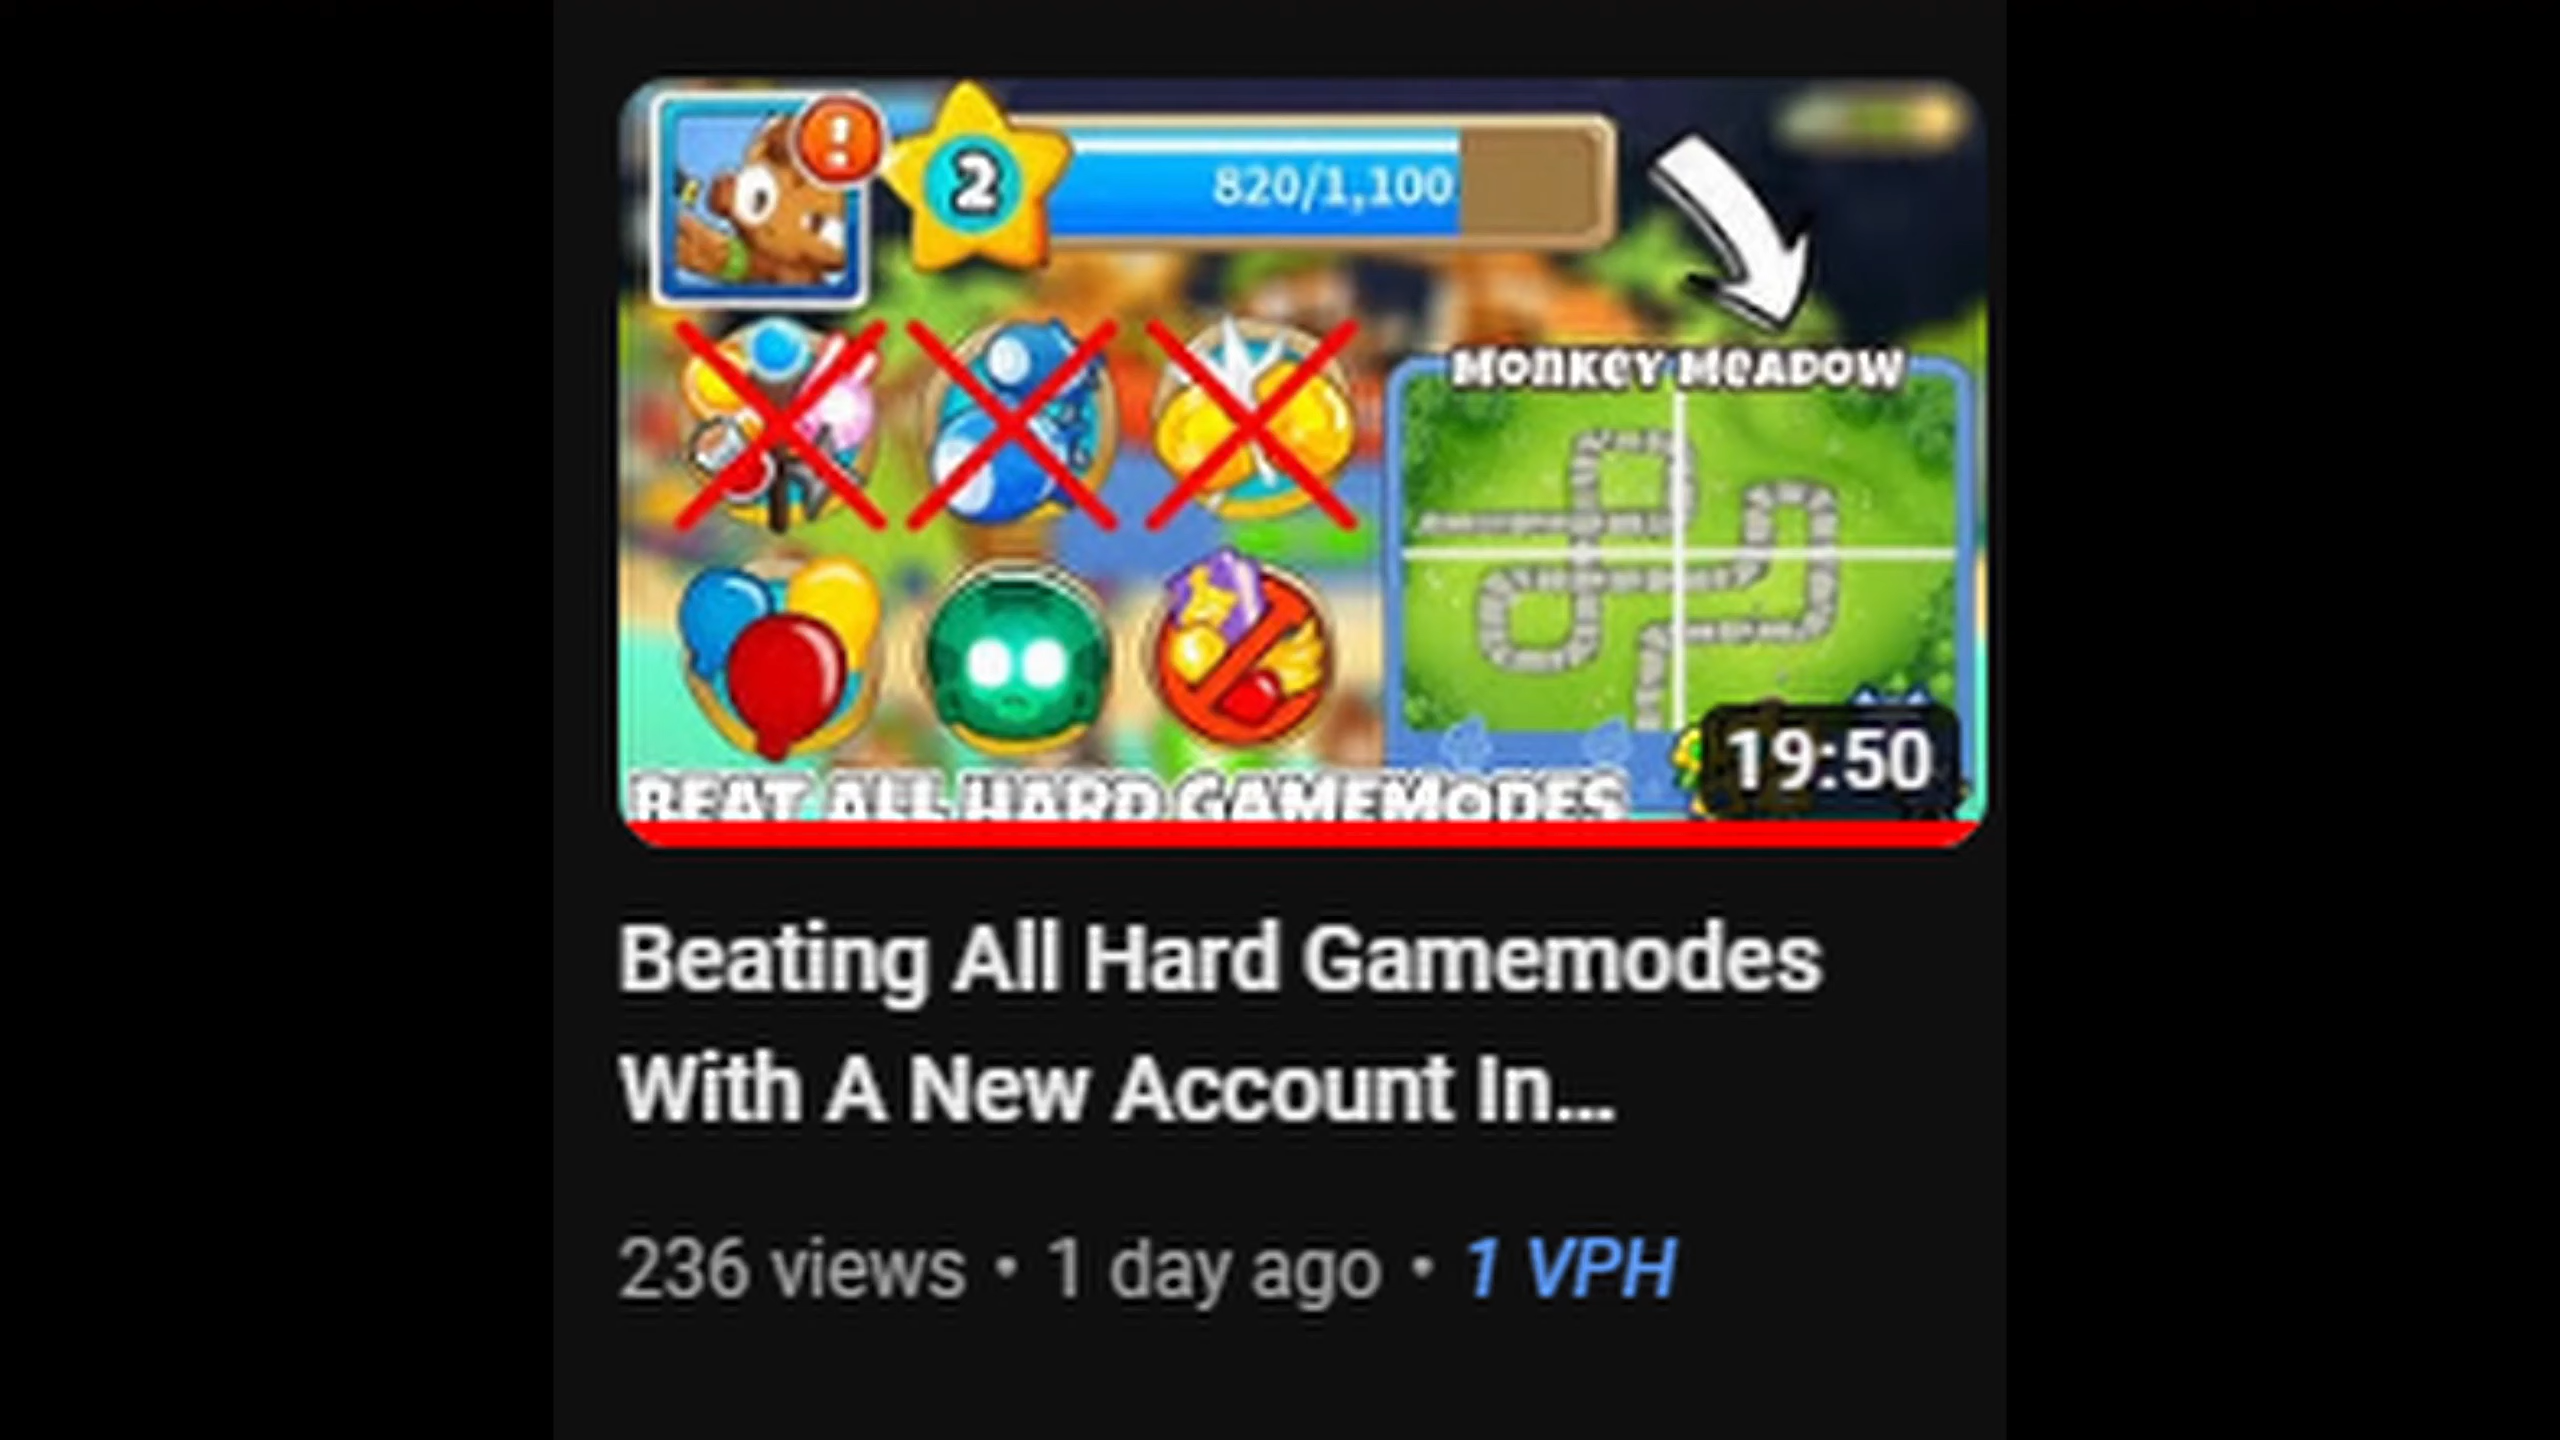 !
2
820/1,100
MONKEY MEADOW
BEAT ALL HARD GAMEMODES
19:50
Beating All Hard Gamemodes
With A New Account In...
236 views • 1 day ago • 1 VPH